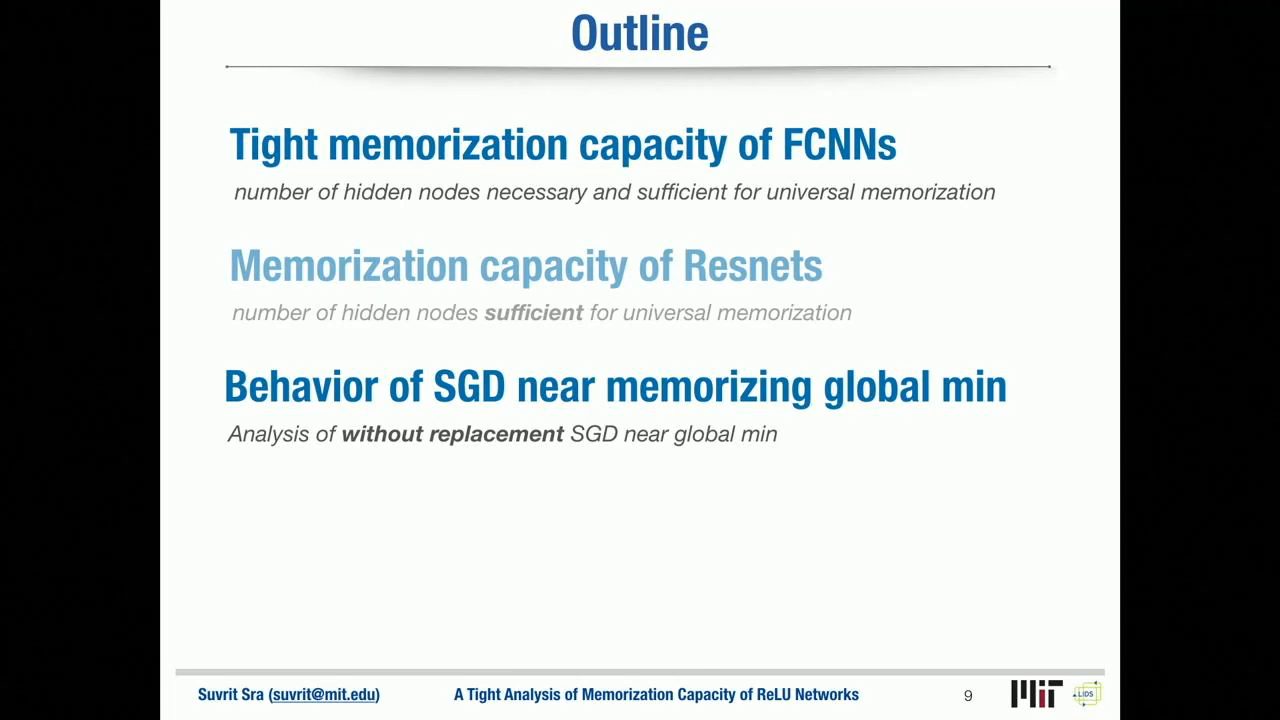 Outline
Tight memorization capacity of FCNNs
number of hidden nodes necessary and sufficient for universal memorization
Memorization capacity of Resnets
number of hidden nodes sufficient for universal memorization
Behavior of SGD near memorizing global min
Analysis of without replacement SGD near global min
Suvrit Sra (suvrit@mit.edu) A Tight Analysis of Memorization Capacity of ReLU Networks 9 MIT LIDS